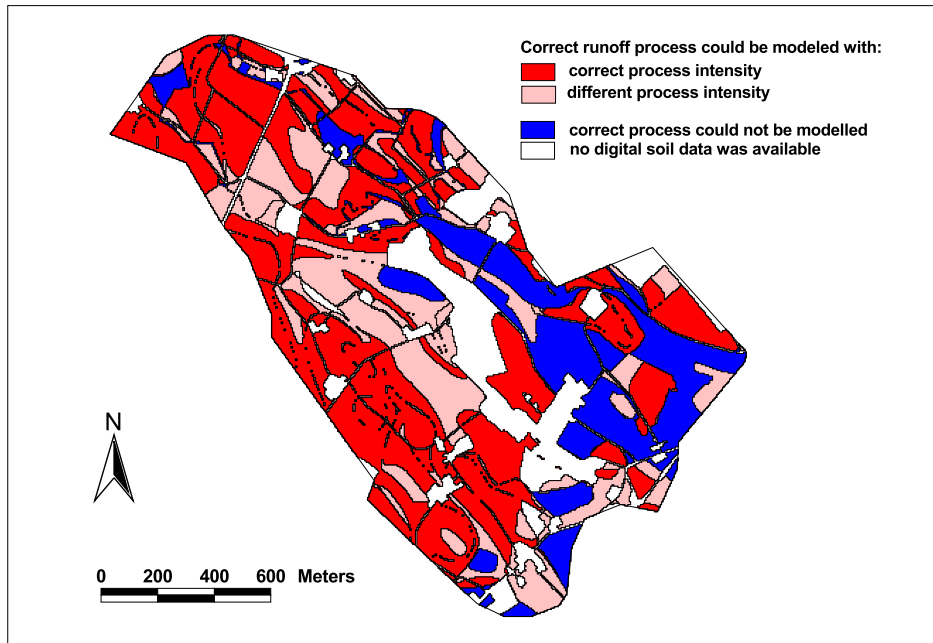 Correct runoff process could be modeled with:
correct process intensity
different process intensity
correct process could not be modelled
no digital soil data was available
N
0 200 400 600 Meters